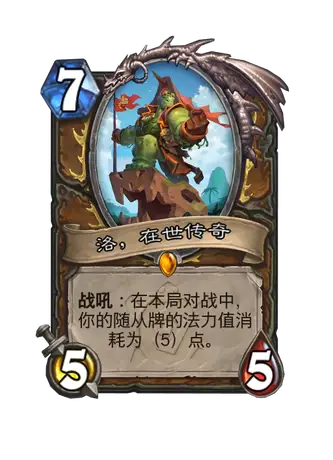 7
洛，在世传奇
战吼：在本局对战中，
你的随从牌的法力值消
耗为（5）点。
5
5